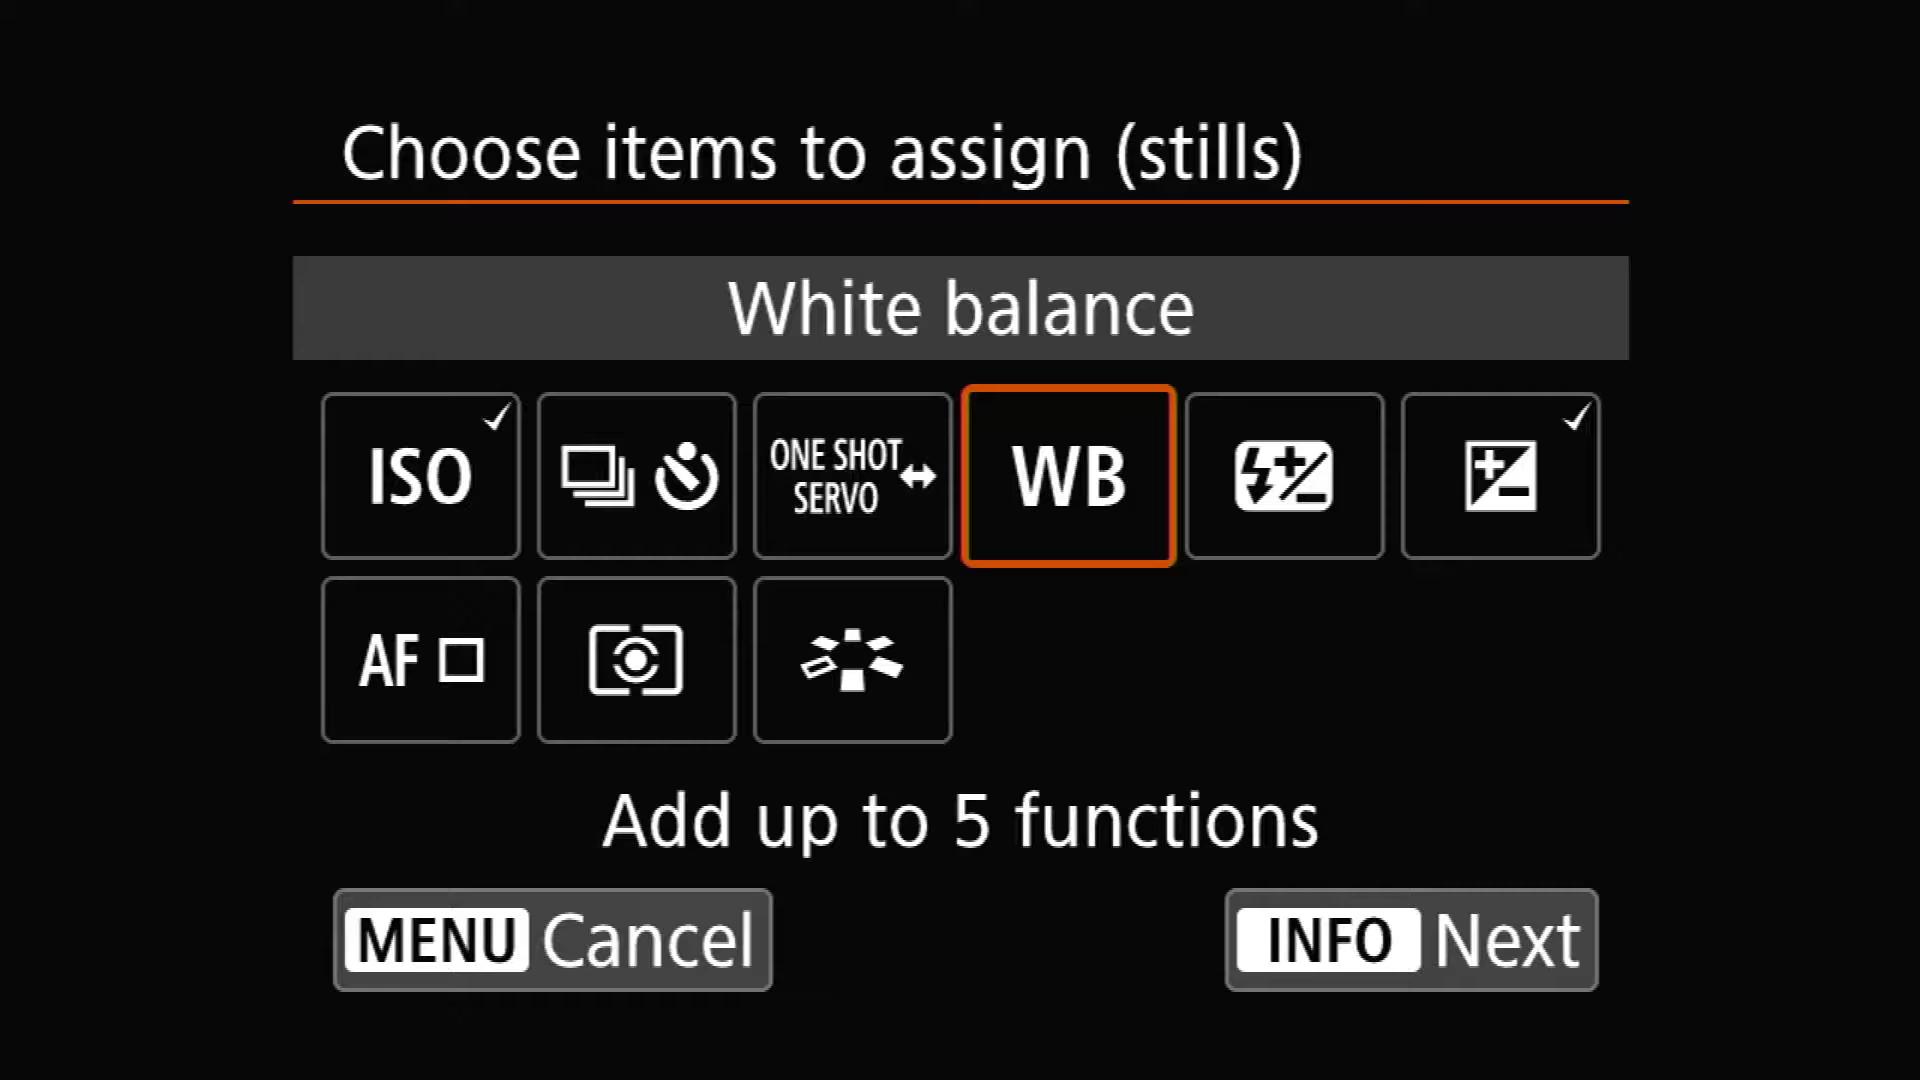 Choose items to assign (stills)
White balance
ISO
ONE SHOT
SERVO
WB
AF
Add up to 5 functions
MENU Cancel
INFO Next